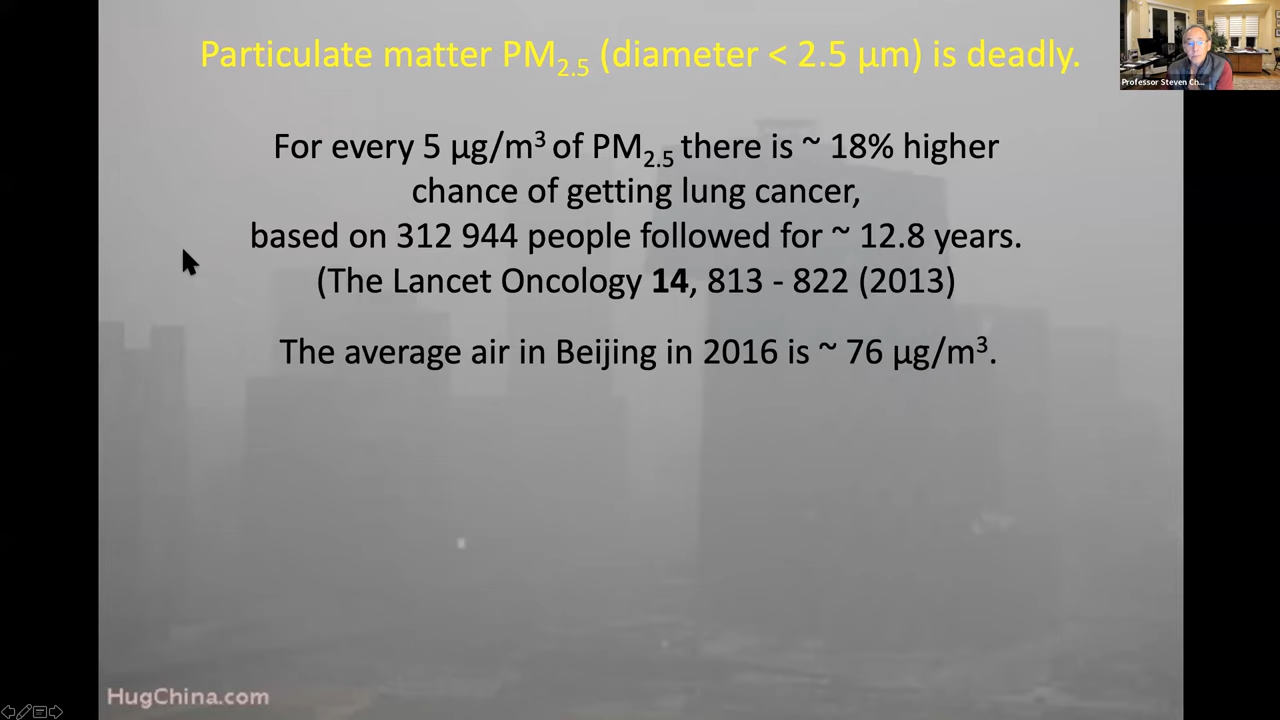 Particulate matter PM₂.₅ (diameter < 2.5 µm) is deadly.
Professor Steven Ch...
For every 5 µg/m³ of PM₂.₅ there is ~ 18% higher
chance of getting lung cancer,
based on 312 944 people followed for ~ 12.8 years.
(The Lancet Oncology 14, 813 - 822 (2013)
The average air in Beijing in 2016 is ~ 76 µg/m³.
HugChina.com